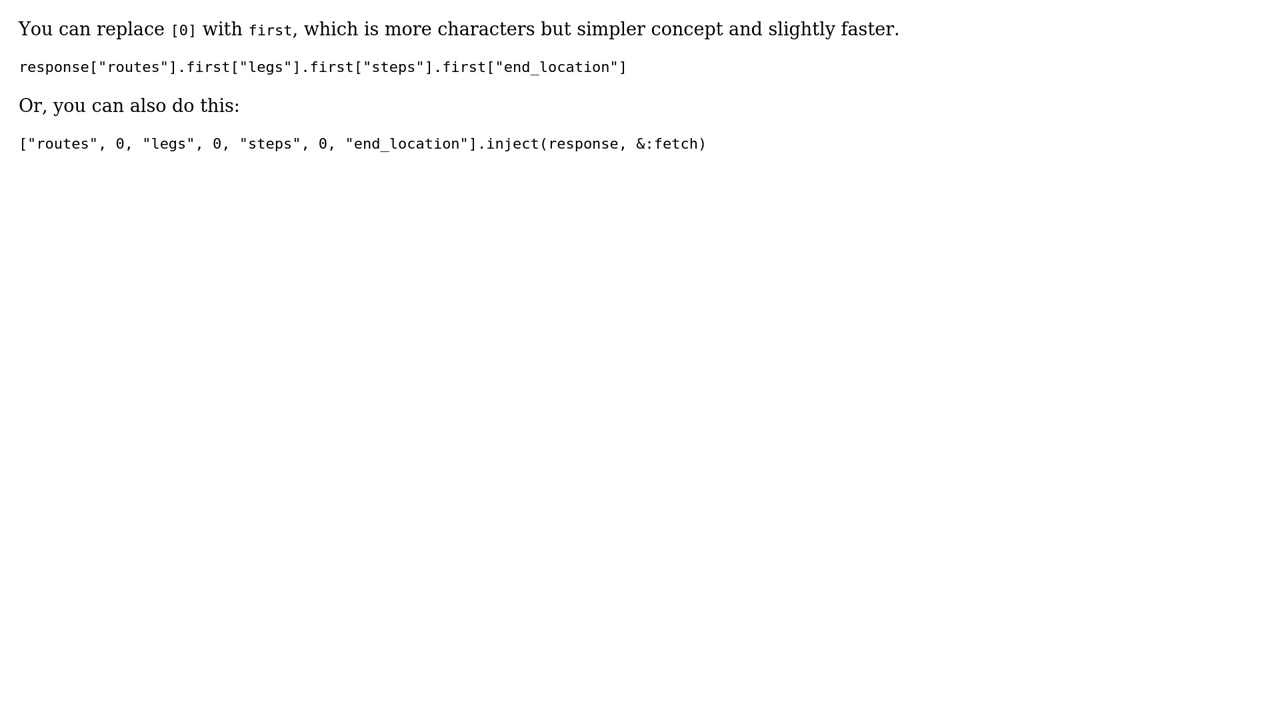 You can replace [0] with first, which is more characters but simpler concept and slightly faster.
response["routes"].first["legs"].first["steps"].first["end_location"]
Or, you can also do this:
["routes", 0, "legs", 0, "steps", 0, "end_location"].inject(response, &:fetch)